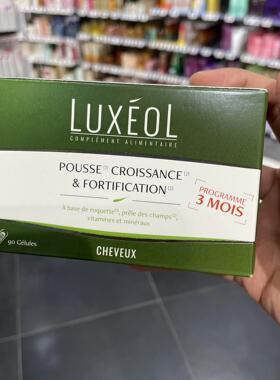 LUXÉOL
COMPLÉMENT ALIMENTAIRE
POUSSE⁽¹⁾ CROISSANCE⁽²⁾
& FORTIFICATION⁽²⁾
À base de roquette⁽¹⁾, prêle des champs⁽²⁾,
vitamines et minéraux
PROGRAMME
3 MOIS
90 Gélules
CHEVEUX